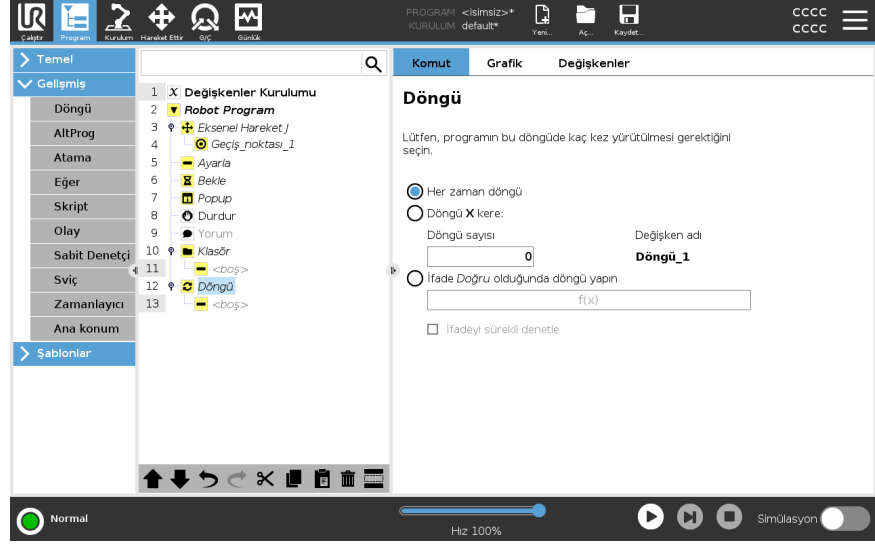 UR
PROGRAM <isimsiz>*
KURULUM default*
Çalıştır
Program
Kurulum
Hareket Ettir
G/Ç
Günlük
Yeni...
Aç...
Kaydet...
CCCC
CCCC
Temel
Gelişmiş
Döngü
AltProg
Atama
Eğer
Skript
Olay
Sabit Denetçi
Sviç
Zamanlayıcı
Ana konum
Şablonlar
1 X Değişkenler Kurulumu
2 Robot Program
3 Eksenel Hareket J
4 Geçiş_noktası_1
5 Ayarla
6 Bekle
7 Popup
8 Durdur
9 Yorum
10 Klasör
11 <boş>
12 Döngü
13 <boş>
Komut Grafik Değişkenler
Döngü
Lütfen, programın bu döngüde kaç kez yürütülmesi gerektiğini
seçin.
Her zaman döngü
Döngü X kere:
Döngü sayısı Değişken adı
0 Döngü_1
İfade Doğru olduğunda döngü yapın
f(x)
İfadeyi sürekli denetle
Normal
Hız 100%
Simülasyon